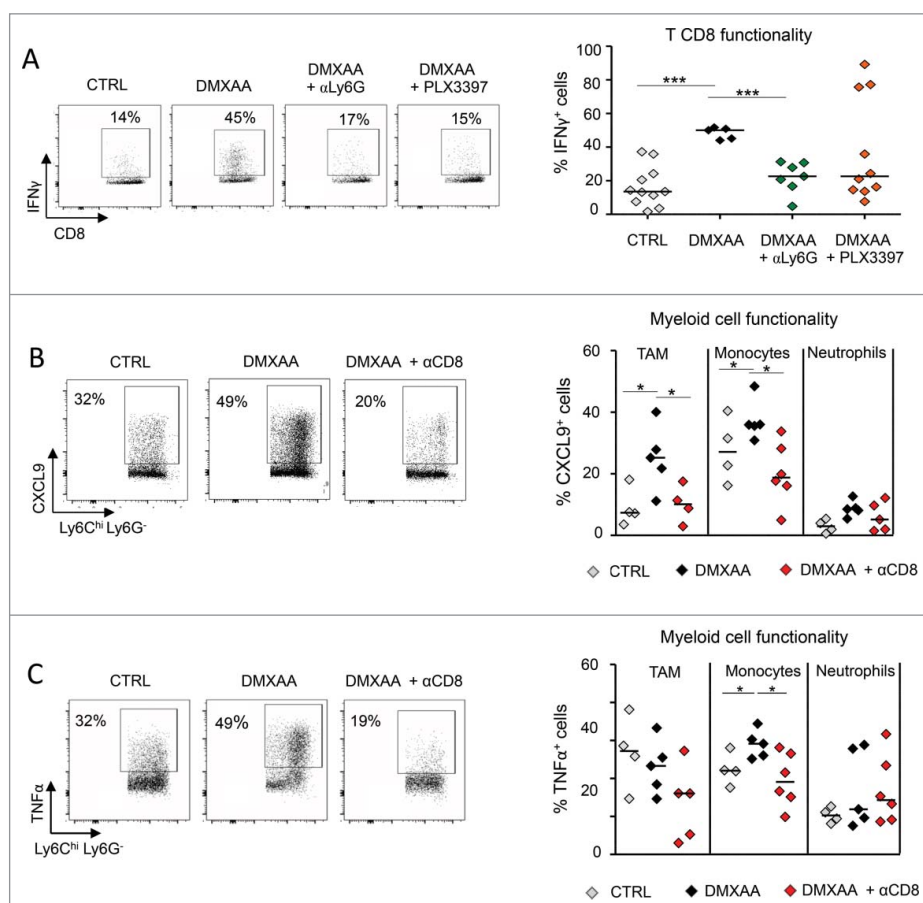 A
CTRL
DMXAA
DMXAA
+ αLy6G
DMXAA
+ PLX3397
14%
45%
17%
15%
IFNγ
CD8
T CD8 functionality
% IFNγ⁺ cells
100
80
60
40
20
0
***
***
CTRL
DMXAA
DMXAA
+ αLy6G
DMXAA
+ PLX3397
B
CTRL
DMXAA
DMXAA + αCD8
32%
49%
20%
CXCL9
Ly6Cʰⁱ Ly6G⁻
Myeloid cell functionality
TAM
Monocytes
Neutrophils
% CXCL9⁺ cells
60
40
20
0
* * * *
CTRL DMXAA DMXAA + αCD8
C
CTRL
DMXAA
DMXAA + αCD8
32%
49%
19%
TNFα
Ly6Cʰⁱ Ly6G⁻
Myeloid cell functionality
TAM
Monocytes
Neutrophils
% TNFα⁺ cells
60
40
20
0
* *
CTRL DMXAA DMXAA + αCD8